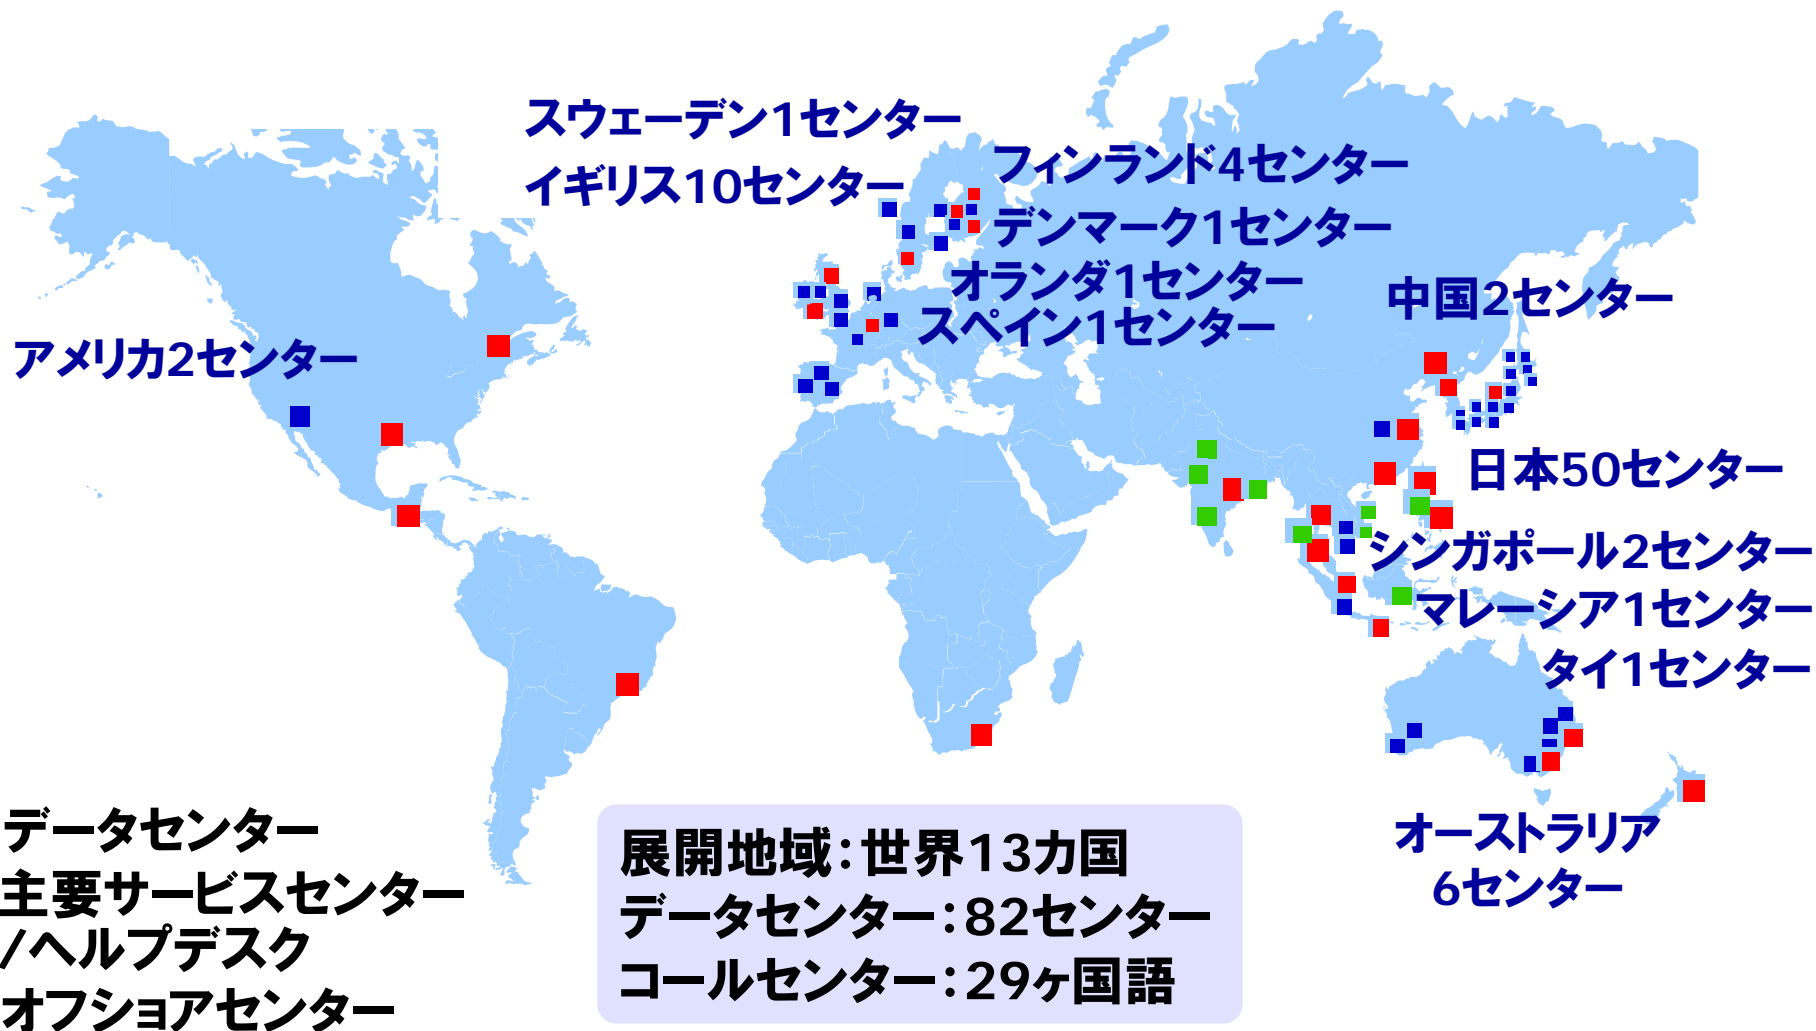 スウェーデン1センター
イギリス10センター
フィンランド4センター
デンマーク1センター
オランダ1センター
スペイン1センター
中国2センター
アメリカ2センター
日本50センター
シンガポール2センター
マレーシア1センター
タイ1センター
オーストラリア
6センター
データセンター
主要サービスセンター
/ヘルプデスク
オフショアセンター
展開地域：世界13カ国
データセンター：82センター
コールセンター：29ヶ国語